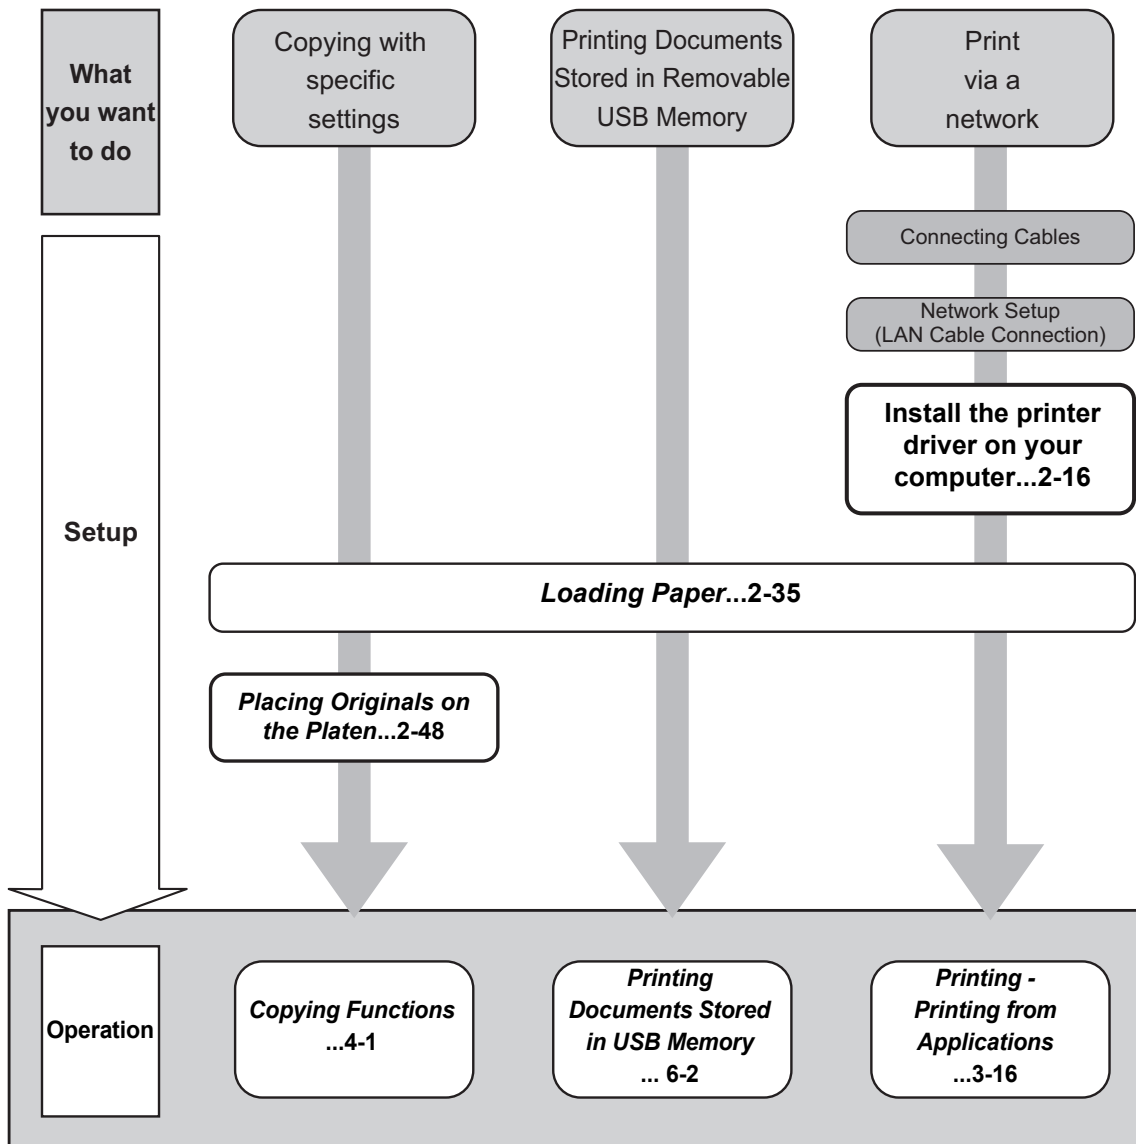 What
you want
to do
Copying with
specific
settings
Printing Documents
Stored in Removable
USB Memory
Print
via a
network
Connecting Cables
Network Setup
(LAN Cable Connection)
Install the printer
driver on your
computer...2-16
Setup
Loading Paper...2-35
Placing Originals on
the Platen...2-48
Operation
Copying Functions
...4-1
Printing
Documents Stored
in USB Memory
... 6-2
Printing -
Printing from
Applications
...3-16